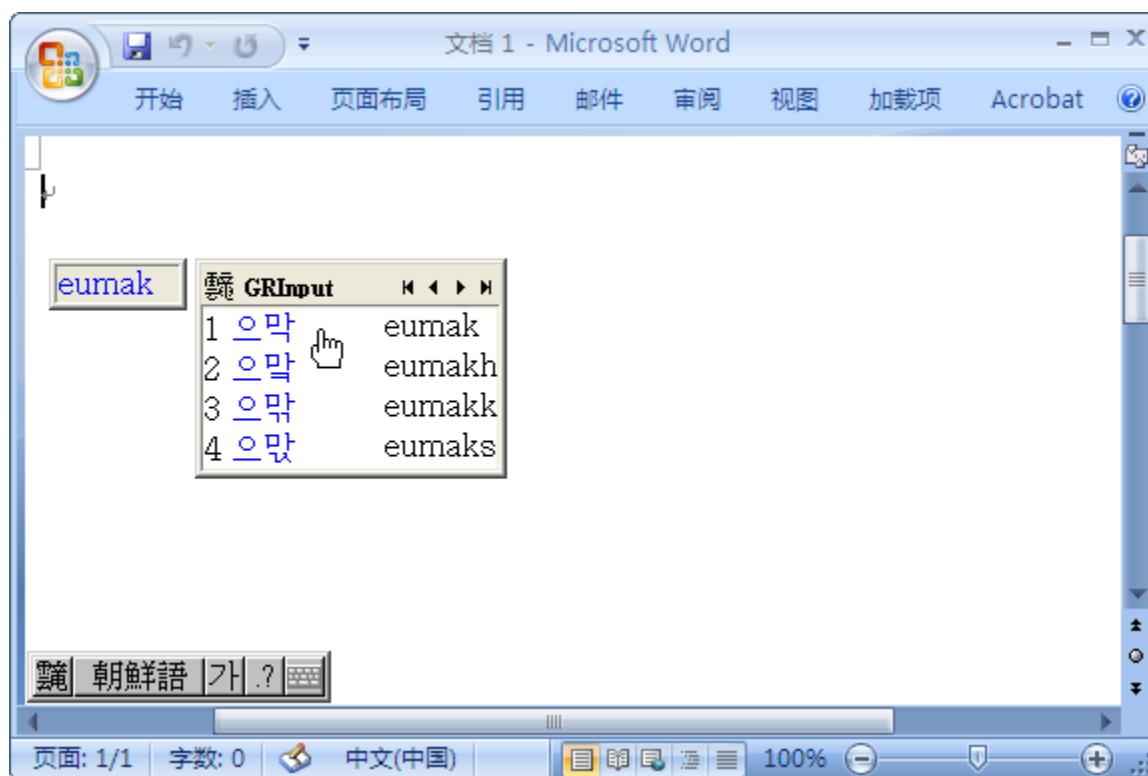 文档 1 - Microsoft Word
开始 插入 页面布局 引用 邮件 审阅 视图 加载项 Acrobat
eumak
GRInput
1 으막 eumak
2 으맠 eumakh
3 으맊 eumakk
4 으맋 eumaks
朝鮮語 가 .?
页面: 1/1 字数: 0 中文(中国) 100%